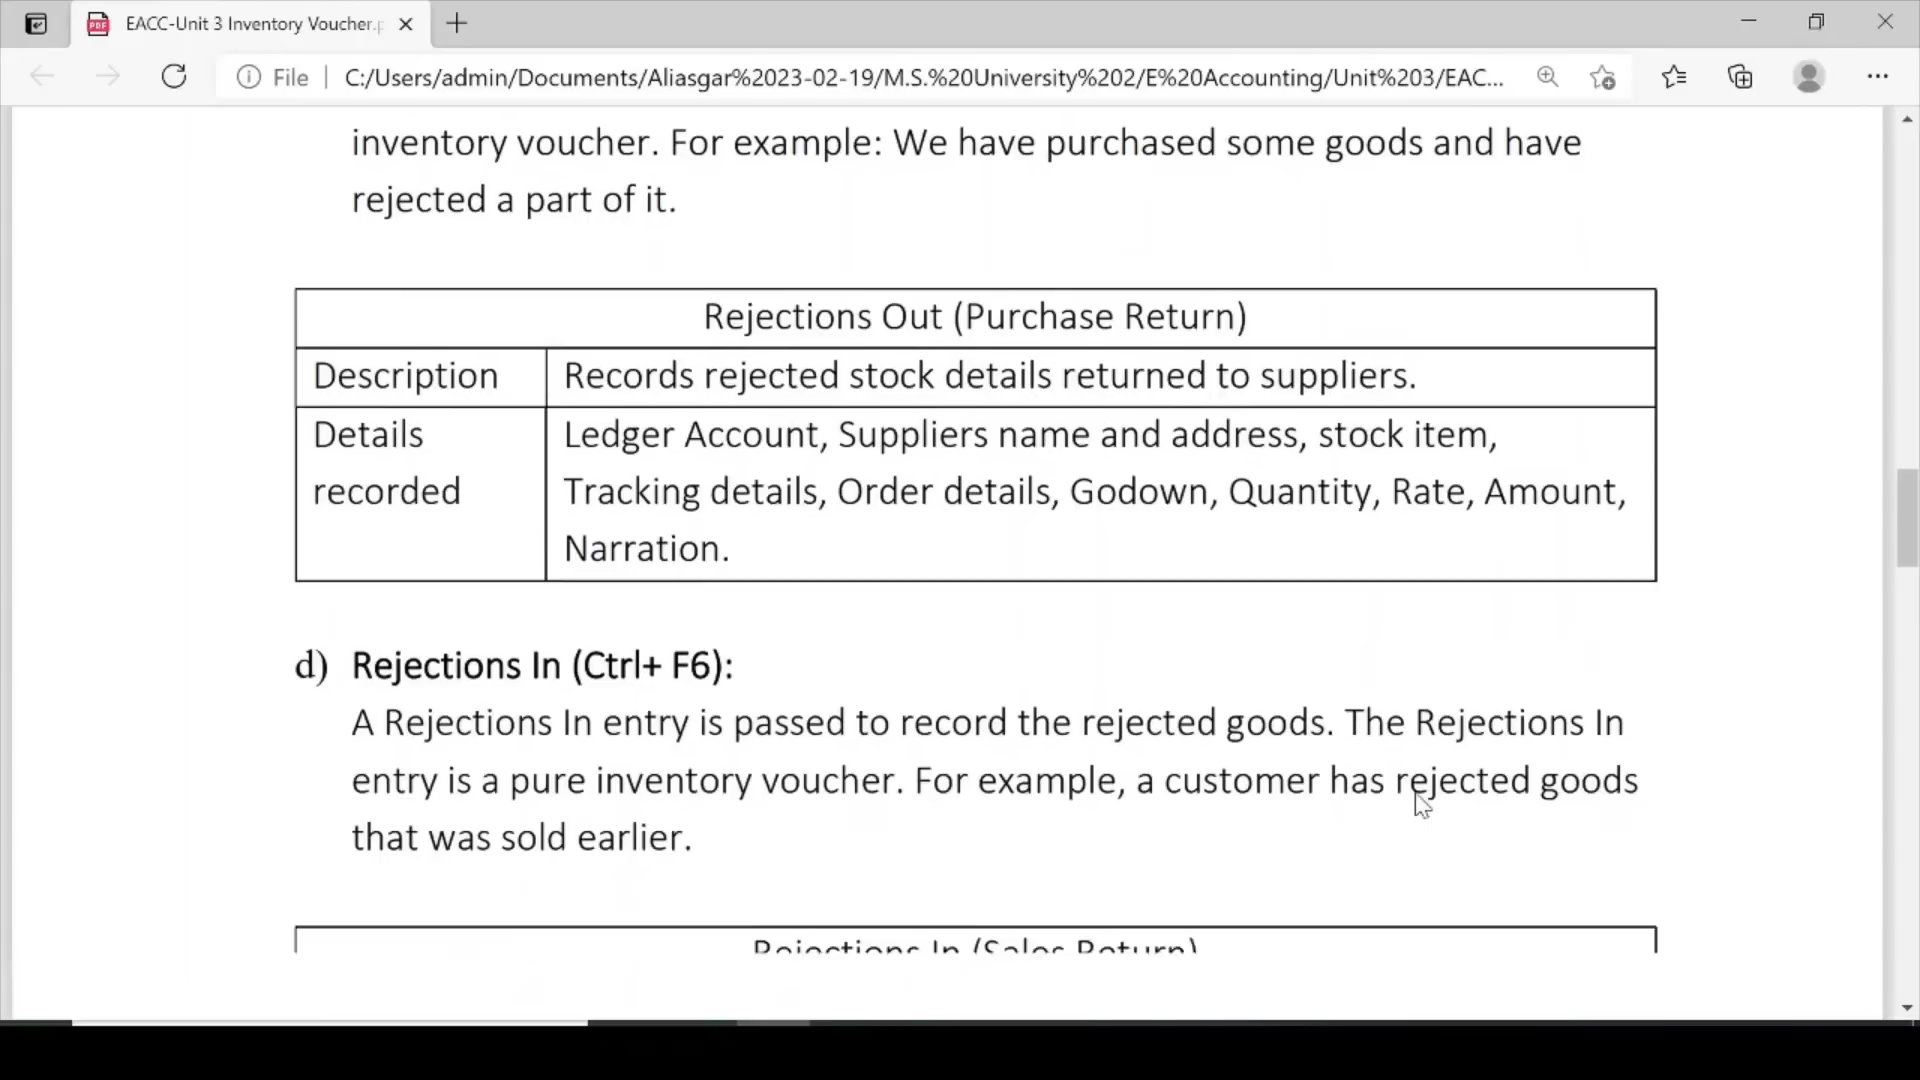 EACC-Unit 3 Inventory Voucher.p
File
C:/Users/admin/Documents/Aliasgar%2023-02-19/M.S.%20University%202/E%20Accounting/Unit%203/EAC...
inventory voucher. For example: We have purchased some goods and have
rejected a part of it.
Rejections Out (Purchase Return)
Description Records rejected stock details returned to suppliers.
Details Ledger Account, Suppliers name and address, stock item,
recorded Tracking details, Order details, Godown, Quantity, Rate, Amount,
Narration.
d) Rejections In (Ctrl+ F6):
A Rejections In entry is passed to record the rejected goods. The Rejections In
entry is a pure inventory voucher. For example, a customer has rejected goods
that was sold earlier.
Rejections In (Sales Return)